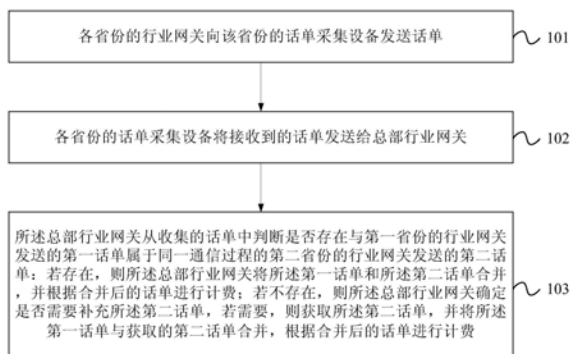 各省份的行业网关向该省份的话单采集设备发送话单
101
各省份的话单采集设备将接收到的话单发送给总部行业网关
102
所述总部行业网关从收集的话单中判断是否存在与第一省份的行业网关
发送的第一话单属于同一通信过程的第二省份的行业网关发送的第二话
单；若存在，则所述总部行业网关将所述第一话单和所述第二话单合并
，并根据合并后的话单进行计费；若不存在，则所述总部行业网关确定
是否需要补充所述第二话单，若需要，则获取所述第二话单，并将所述
第一话单与获取的第二话单合并，根据合并后的话单进行计费
103